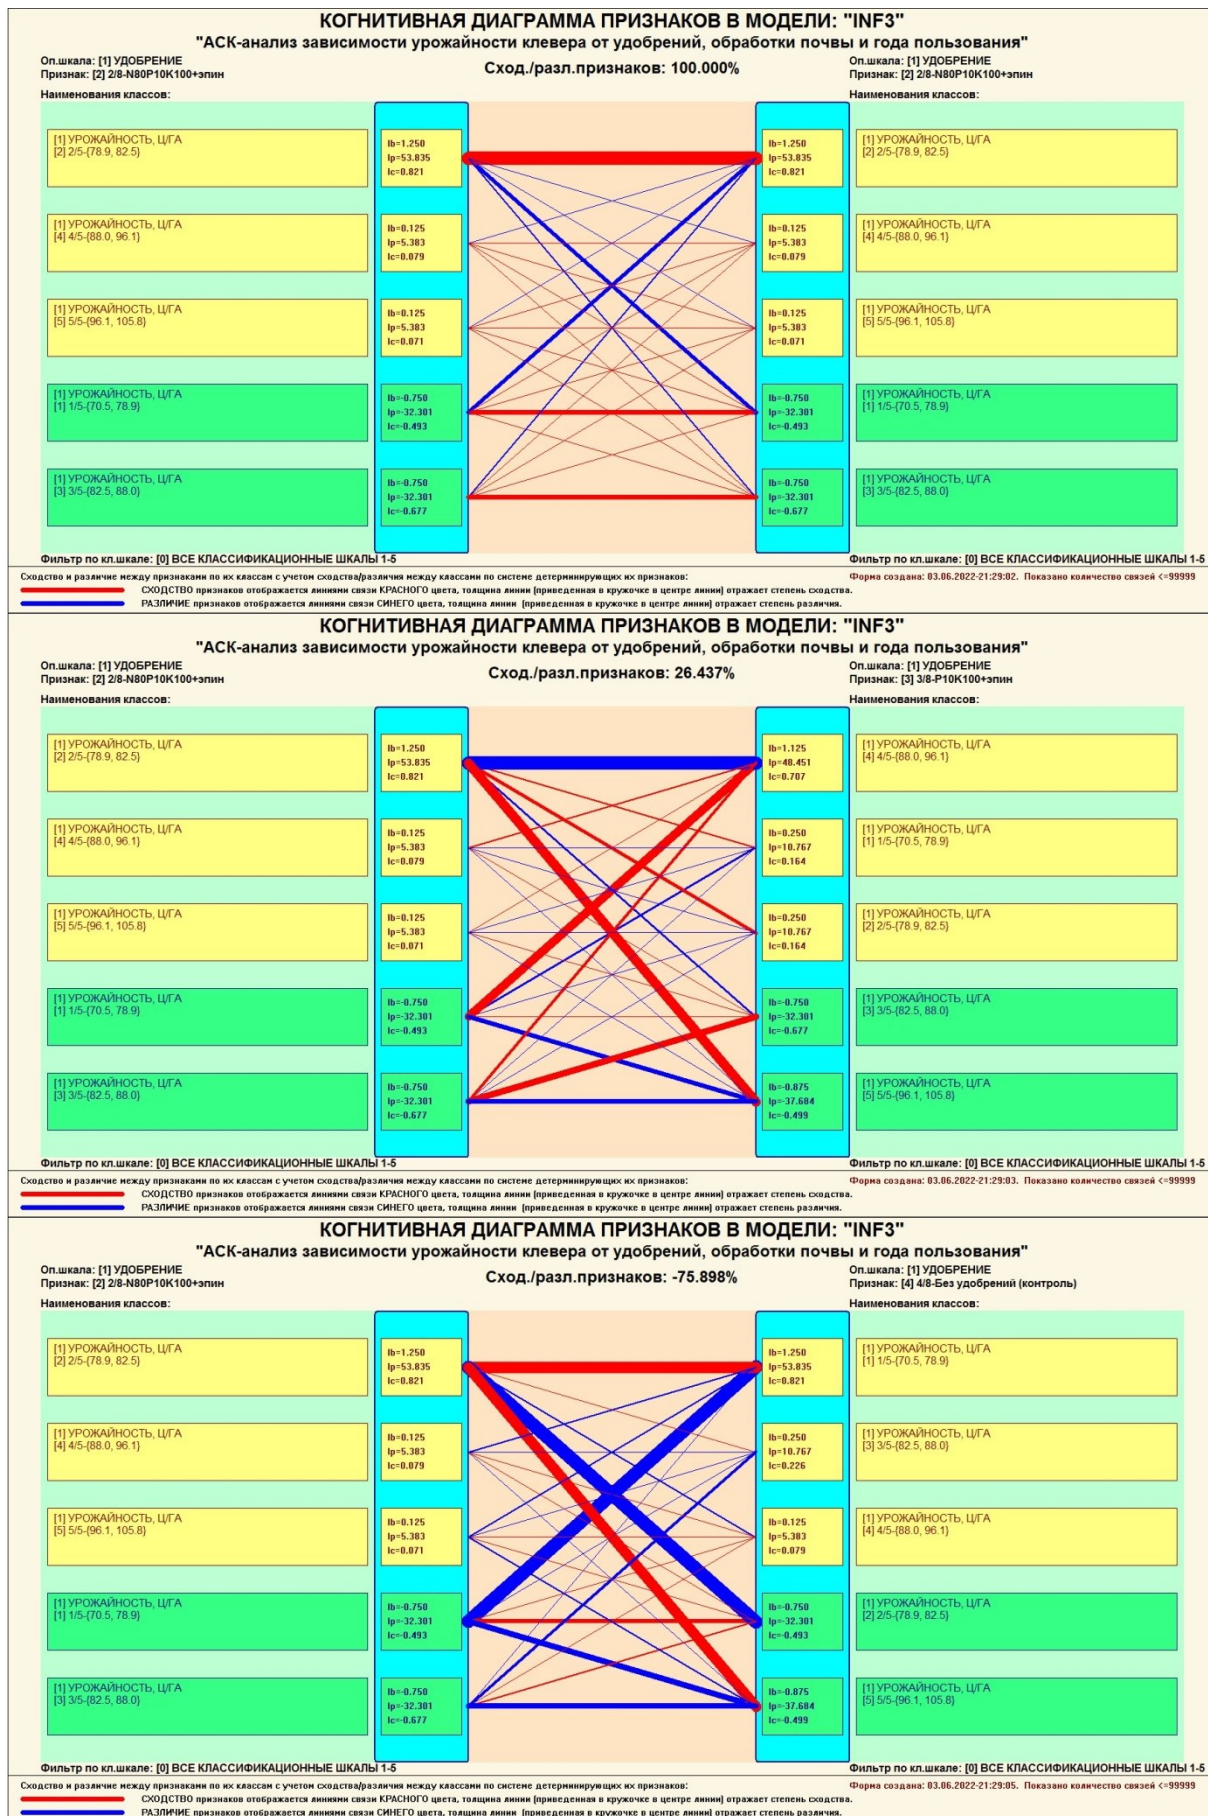 КОГНИТИВНАЯ ДИАГРАММА ПРИЗНАКОВ В МОДЕЛИ: "INF3"
"АСК-анализ зависимости урожайности клевера от удобрений, обработки почвы и года пользования"
Оп.шкала: [1] УДОБРЕНИЕ
Признак: [2] 2/8-N80P10K100+эпин
Сход./разл.признаков: 100.000%
Оп.шкала: [1] УДОБРЕНИЕ
Признак: [2] 2/8-N80P10K100+эпин
Наименования классов:
Наименования классов:
[1] УРОЖАЙНОСТЬ, Ц/ГА
[2] 2/5-{78.9, 82.5}
Ib=1.250
Ip=53.835
Ic=0.821
Ib=1.250
Ip=53.835
Ic=0.821
[1] УРОЖАЙНОСТЬ, Ц/ГА
[2] 2/5-{78.9, 82.5}
[1] УРОЖАЙНОСТЬ, Ц/ГА
[4] 4/5-{88.0, 96.1}
Ib=0.125
Ip=5.383
Ic=0.079
Ib=0.125
Ip=5.383
Ic=0.079
[1] УРОЖАЙНОСТЬ, Ц/ГА
[4] 4/5-{88.0, 96.1}
[1] УРОЖАЙНОСТЬ, Ц/ГА
[5] 5/5-{96.1, 105.8}
Ib=0.125
Ip=5.383
Ic=0.071
Ib=0.125
Ip=5.383
Ic=0.071
[1] УРОЖАЙНОСТЬ, Ц/ГА
[5] 5/5-{96.1, 105.8}
[1] УРОЖАЙНОСТЬ, Ц/ГА
[1] 1/5-{70.5, 78.9}
Ib=-0.750
Ip=-32.301
Ic=-0.493
Ib=-0.750
Ip=-32.301
Ic=-0.493
[1] УРОЖАЙНОСТЬ, Ц/ГА
[1] 1/5-{70.5, 78.9}
[1] УРОЖАЙНОСТЬ, Ц/ГА
[3] 3/5-{82.5, 88.0}
Ib=-0.750
Ip=-32.301
Ic=-0.677
Ib=-0.750
Ip=-32.301
Ic=-0.677
[1] УРОЖАЙНОСТЬ, Ц/ГА
[3] 3/5-{82.5, 88.0}
Фильтр по кл.шкале: [0] ВСЕ КЛАССИФИКАЦИОННЫЕ ШКАЛЫ 1-5
Фильтр по кл.шкале: [0] ВСЕ КЛАССИФИКАЦИОННЫЕ ШКАЛЫ 1-5
Сходство и различие между признаками по их классам с учетом сходства/различия между классами по системе детерминирующих их признаков:
Форма создана: 03.06.2022-21:29:02. Показано количество связей <=99999
СХОДСТВО признаков отображается линиями связи КРАСНОГО цвета, толщина линии (приведенная в кружочке в центре линии) отражает степень сходства.
РАЗЛИЧИЕ признаков отображается линиями связи СИНЕГО цвета, толщина линии (приведенная в кружочке в центре линии) отражает степень различия.
КОГНИТИВНАЯ ДИАГРАММА ПРИЗНАКОВ В МОДЕЛИ: "INF3"
"АСК-анализ зависимости урожайности клевера от удобрений, обработки почвы и года пользования"
Оп.шкала: [1] УДОБРЕНИЕ
Признак: [2] 2/8-N80P10K100+эпин
Сход./разл.признаков: 26.437%
Оп.шкала: [1] УДОБРЕНИЕ
Признак: [3] 3/8-P10K100+эпин
Наименования классов:
Наименования классов:
[1] УРОЖАЙНОСТЬ, Ц/ГА
[2] 2/5-{78.9, 82.5}
Ib=1.250
Ip=53.835
Ic=0.821
Ib=1.125
Ip=48.451
Ic=0.707
[1] УРОЖАЙНОСТЬ, Ц/ГА
[4] 4/5-{88.0, 96.1}
[1] УРОЖАЙНОСТЬ, Ц/ГА
[4] 4/5-{88.0, 96.1}
Ib=0.125
Ip=5.383
Ic=0.079
Ib=0.250
Ip=10.767
Ic=0.164
[1] УРОЖАЙНОСТЬ, Ц/ГА
[1] 1/5-{70.5, 78.9}
[1] УРОЖАЙНОСТЬ, Ц/ГА
[5] 5/5-{96.1, 105.8}
Ib=0.125
Ip=5.383
Ic=0.071
Ib=0.250
Ip=10.767
Ic=0.164
[1] УРОЖАЙНОСТЬ, Ц/ГА
[2] 2/5-{78.9, 82.5}
[1] УРОЖАЙНОСТЬ, Ц/ГА
[1] 1/5-{70.5, 78.9}
Ib=-0.750
Ip=-32.301
Ic=-0.493
Ib=-0.750
Ip=-32.301
Ic=-0.677
[1] УРОЖАЙНОСТЬ, Ц/ГА
[3] 3/5-{82.5, 88.0}
[1] УРОЖАЙНОСТЬ, Ц/ГА
[3] 3/5-{82.5, 88.0}
Ib=-0.750
Ip=-32.301
Ic=-0.677
Ib=-0.875
Ip=-37.684
Ic=-0.499
[1] УРОЖАЙНОСТЬ, Ц/ГА
[5] 5/5-{96.1, 105.8}
Фильтр по кл.шкале: [0] ВСЕ КЛАССИФИКАЦИОННЫЕ ШКАЛЫ 1-5
Фильтр по кл.шкале: [0] ВСЕ КЛАССИФИКАЦИОННЫЕ ШКАЛЫ 1-5
Сходство и различие между признаками по их классам с учетом сходства/различия между классами по системе детерминирующих их признаков:
Форма создана: 03.06.2022-21:29:03. Показано количество связей <=99999
СХОДСТВО признаков отображается линиями связи КРАСНОГО цвета, толщина линии (приведенная в кружочке в центре линии) отражает степень сходства.
РАЗЛИЧИЕ признаков отображается линиями связи СИНЕГО цвета, толщина линии (приведенная в кружочке в центре линии) отражает степень различия.
КОГНИТИВНАЯ ДИАГРАММА ПРИЗНАКОВ В МОДЕЛИ: "INF3"
"АСК-анализ зависимости урожайности клевера от удобрений, обработки почвы и года пользования"
Оп.шкала: [1] УДОБРЕНИЕ
Признак: [2] 2/8-N80P10K100+эпин
Сход./разл.признаков: -75.898%
Оп.шкала: [1] УДОБРЕНИЕ
Признак: [4] 4/8-Без удобрений (контроль)
Наименования классов:
Наименования классов:
[1] УРОЖАЙНОСТЬ, Ц/ГА
[2] 2/5-{78.9, 82.5}
Ib=1.250
Ip=53.835
Ic=0.821
Ib=1.250
Ip=53.835
Ic=0.821
[1] УРОЖАЙНОСТЬ, Ц/ГА
[1] 1/5-{70.5, 78.9}
[1] УРОЖАЙНОСТЬ, Ц/ГА
[4] 4/5-{88.0, 96.1}
Ib=0.125
Ip=5.383
Ic=0.079
Ib=0.250
Ip=10.767
Ic=0.226
[1] УРОЖАЙНОСТЬ, Ц/ГА
[3] 3/5-{82.5, 88.0}
[1] УРОЖАЙНОСТЬ, Ц/ГА
[5] 5/5-{96.1, 105.8}
Ib=0.125
Ip=5.383
Ic=0.071
Ib=0.125
Ip=5.383
Ic=0.079
[1] УРОЖАЙНОСТЬ, Ц/ГА
[4] 4/5-{88.0, 96.1}
[1] УРОЖАЙНОСТЬ, Ц/ГА
[1] 1/5-{70.5, 78.9}
Ib=-0.750
Ip=-32.301
Ic=-0.493
Ib=-0.750
Ip=-32.301
Ic=-0.493
[1] УРОЖАЙНОСТЬ, Ц/ГА
[2] 2/5-{78.9, 82.5}
[1] УРОЖАЙНОСТЬ, Ц/ГА
[3] 3/5-{82.5, 88.0}
Ib=-0.750
Ip=-32.301
Ic=-0.677
Ib=-0.875
Ip=-37.684
Ic=-0.499
[1] УРОЖАЙНОСТЬ, Ц/ГА
[5] 5/5-{96.1, 105.8}
Фильтр по кл.шкале: [0] ВСЕ КЛАССИФИКАЦИОННЫЕ ШКАЛЫ 1-5
Фильтр по кл.шкале: [0] ВСЕ КЛАССИФИКАЦИОННЫЕ ШКАЛЫ 1-5
Сходство и различие между признаками по их классам с учетом сходства/различия между классами по системе детерминирующих их признаков:
Форма создана: 03.06.2022-21:29:05. Показано количество связей <=99999
СХОДСТВО признаков отображается линиями связи КРАСНОГО цвета, толщина линии (приведенная в кружочке в центре линии) отражает степень сходства.
РАЗЛИЧИЕ признаков отображается линиями связи СИНЕГО цвета, толщина линии (приведенная в кружочке в центре линии) отражает степень различия.